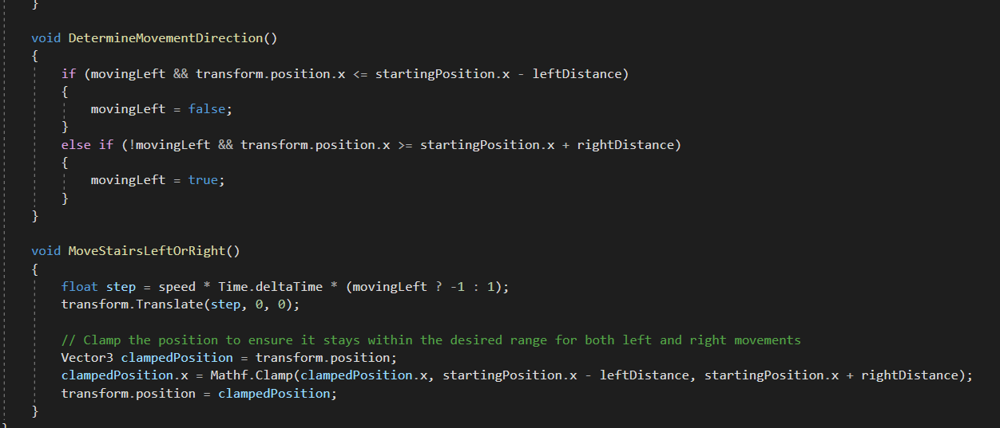 }
void DetermineMovementDirection()
{
if (movingLeft && transform.position.x <= startingPosition.x - leftDistance)
{
movingLeft = false;
}
else if (!movingLeft && transform.position.x >= startingPosition.x + rightDistance)
{
movingLeft = true;
}
}
void MoveStairsLeftOrRight()
{
float step = speed * Time.deltaTime * (movingLeft ? -1 : 1);
transform.Translate(step, 0, 0);
// Clamp the position to ensure it stays within the desired range for both left and right movements
Vector3 clampedPosition = transform.position;
clampedPosition.x = Mathf.Clamp(clampedPosition.x, startingPosition.x - leftDistance, startingPosition.x + rightDistance);
transform.position = clampedPosition;
}
}